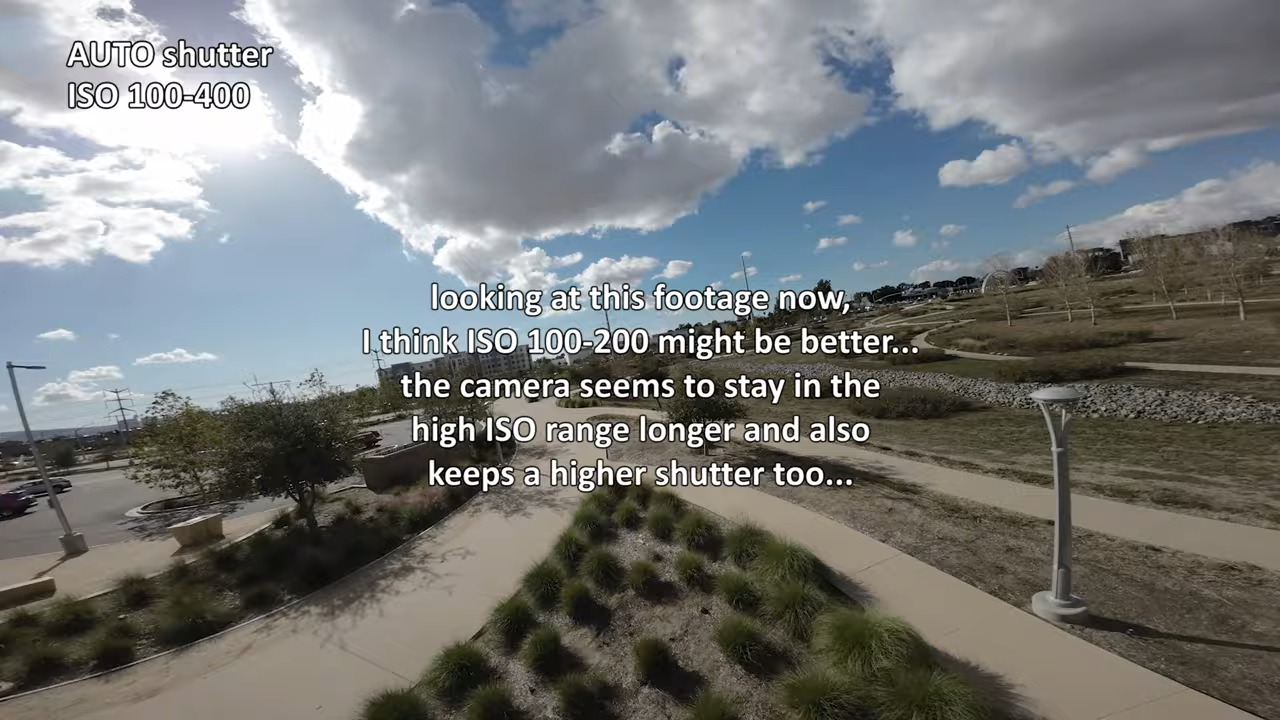 AUTO shutter
ISO 100-400
looking at this footage now,
I think ISO 100-200 might be better...
the camera seems to stay in the
high ISO range longer and also
keeps a higher shutter too...